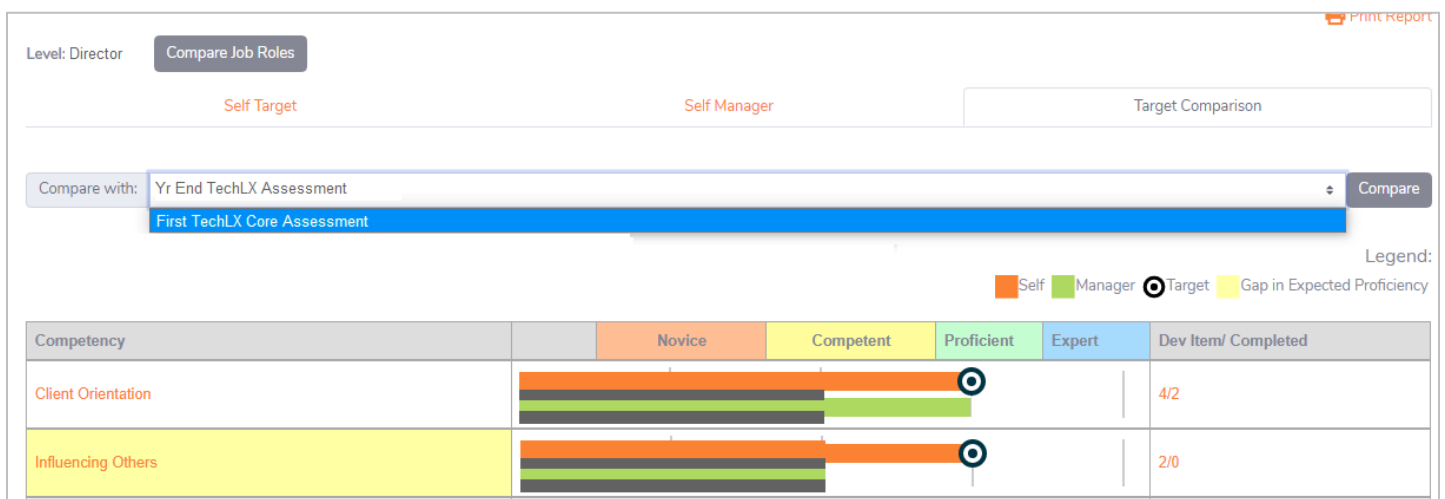 Print Report
Level: Director
Compare Job Roles
Self Target
Self Manager
Target Comparison
Compare with:
Yr End TechLX Assessment
Compare
First TechLX Core Assessment
Legend:
Self
Manager
Target
Gap in Expected Proficiency
Competency
Novice
Competent
Proficient
Expert
Dev Item/ Completed
Client Orientation
4/2
Influencing Others
2/0